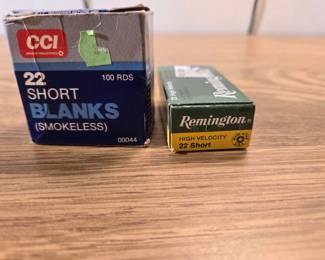 CCI
22
100 RDS
SHORT
BLANKS
(SMOKELESS)
00044
Remington
HIGH VELOCITY
22 Short